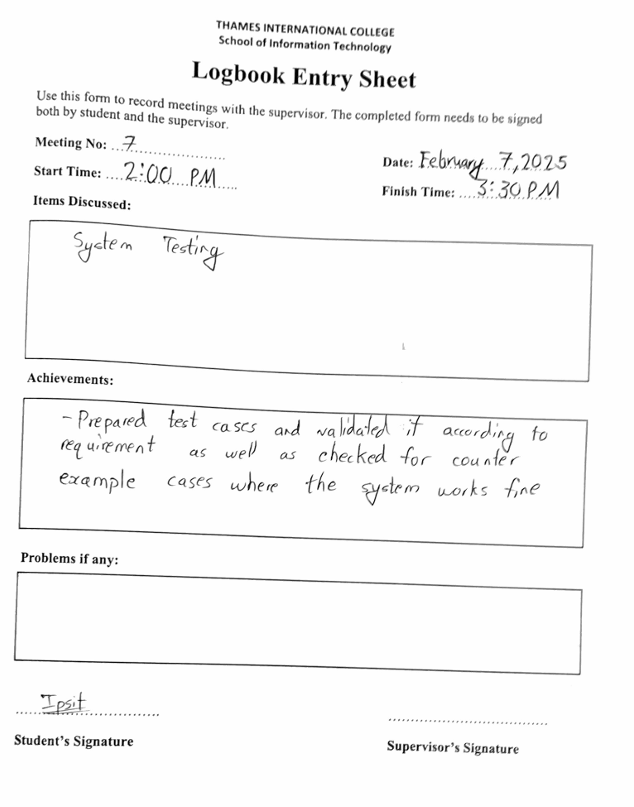 THAMES INTERNATIONAL COLLEGE
School of Information Technology
Logbook Entry Sheet
Use this form to record meetings with the supervisor. The completed form needs to be signed
both by student and the supervisor.
Meeting No: 7
Date: February 7, 2025
Start Time: 2:00 PM
Finish Time: 3:30 PM
Items Discussed:
System Testing
Achievements:
- Prepared test cases and validated it according to
requirement as well as checked for counter
example cases where the system works fine
Problems if any:
Ipsit
Student's Signature
Supervisor's Signature